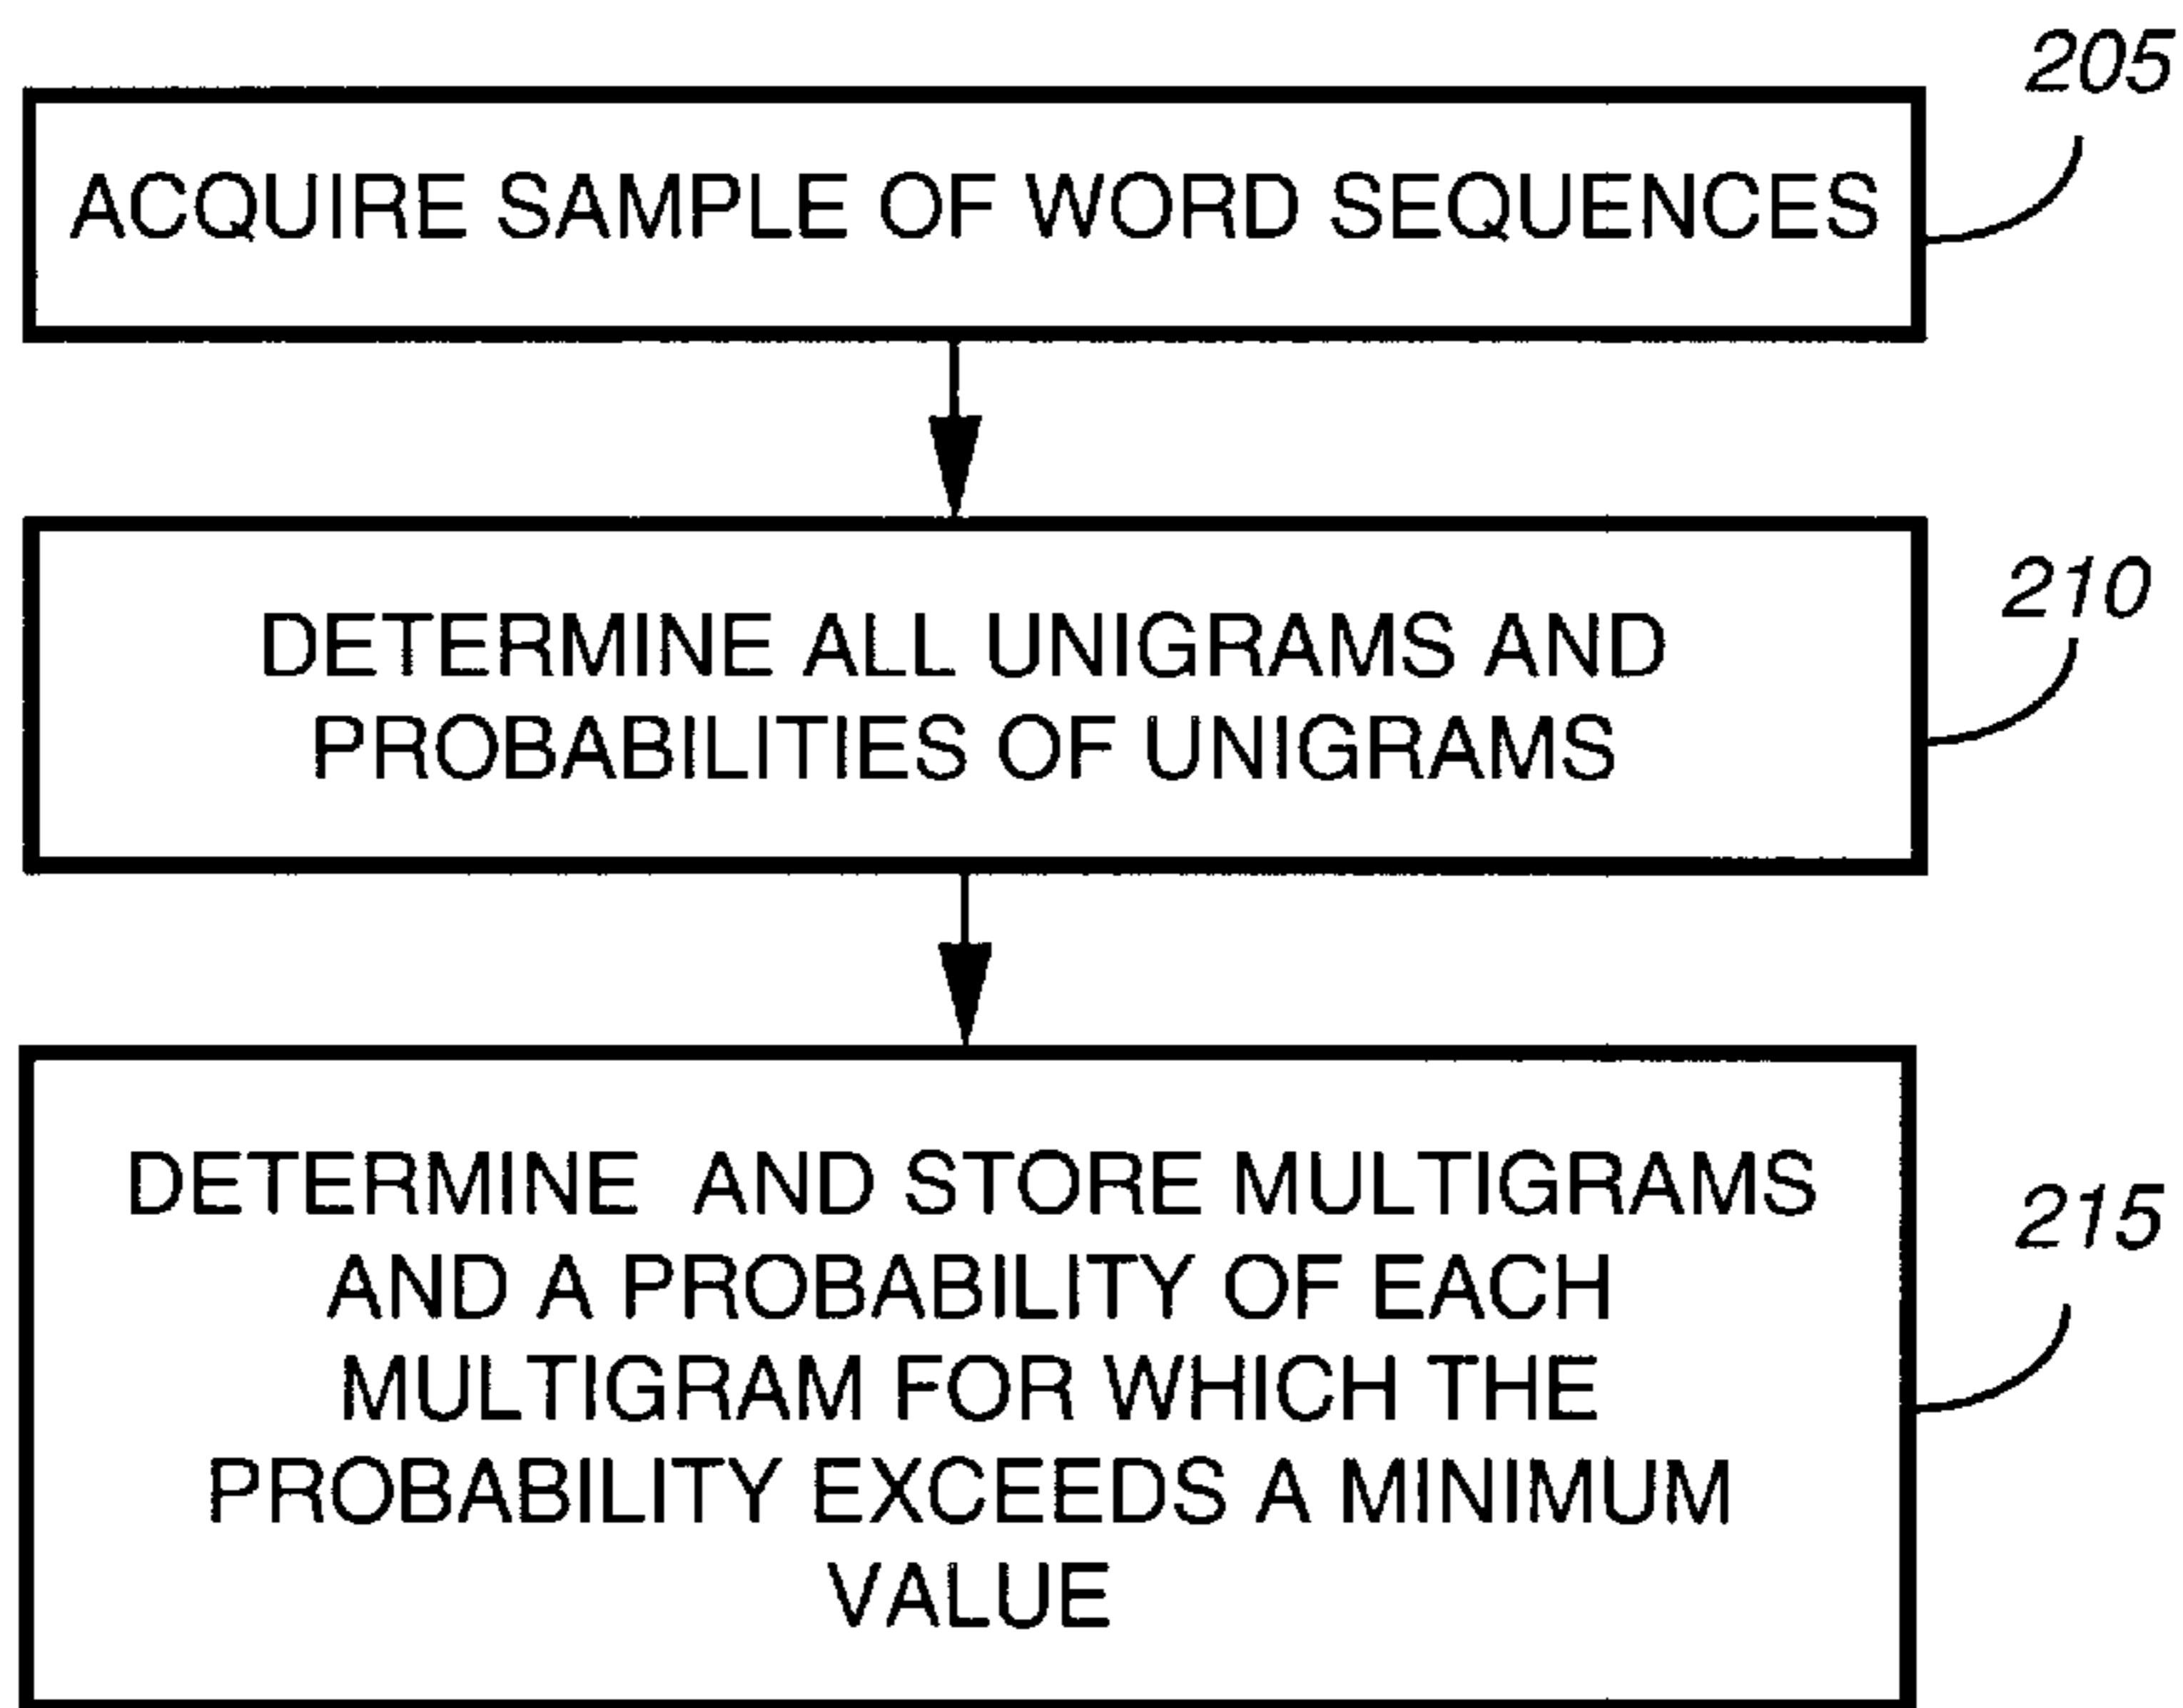 205
ACQUIRE SAMPLE OF WORD SEQUENCES
210
DETERMINE ALL UNIGRAMS AND
PROBABILITIES OF UNIGRAMS
215
DETERMINE AND STORE MULTIGRAMS
AND A PROBABILITY OF EACH
MULTIGRAM FOR WHICH THE
PROBABILITY EXCEEDS A MINIMUM
VALUE